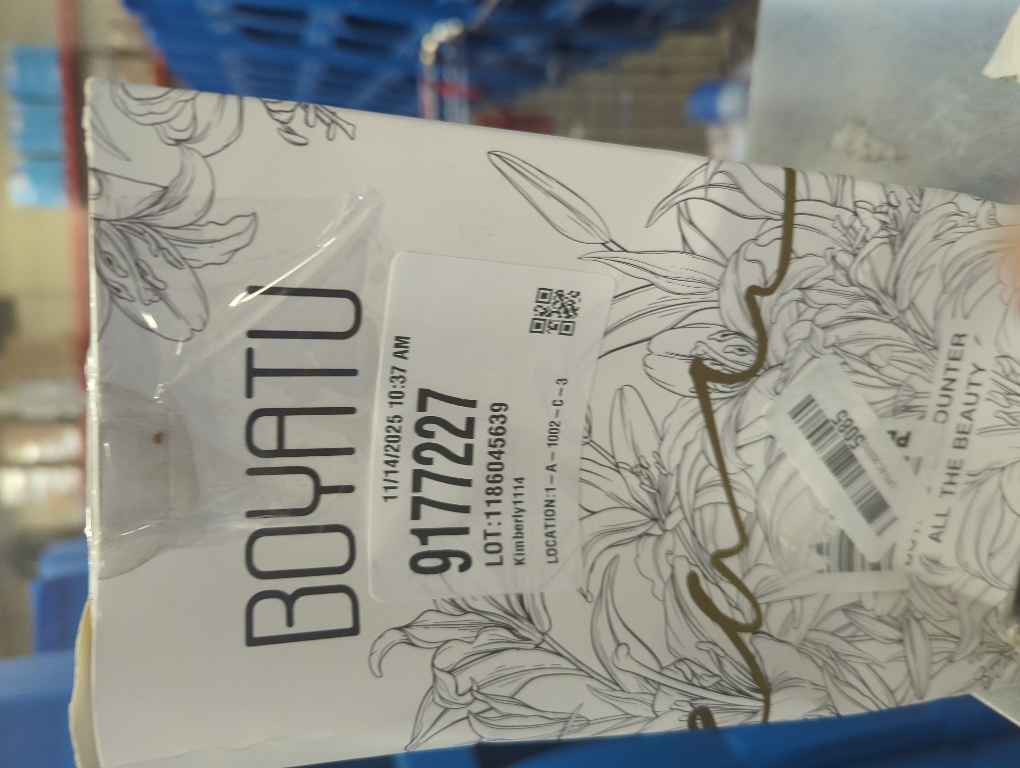 BOYATU
11/14/2025 10:37 AM
9177227
LOT:1186045639
Kimberly1114
LOCATION:1-A-1002-C-3
5085
OUNTER
ALL THE BEAUTY